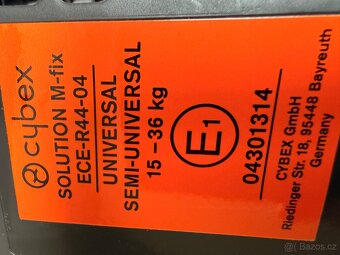 cybex
SOLUTION M-fix
ECE-R44-04
UNIVERSAL
SEMI-UNIVERSAL
15 - 36 kg
E1
04301314
CYBEX GmbH
Riedinger Str. 18, 95448 Bayreuth
Germany
Bazoš.cz